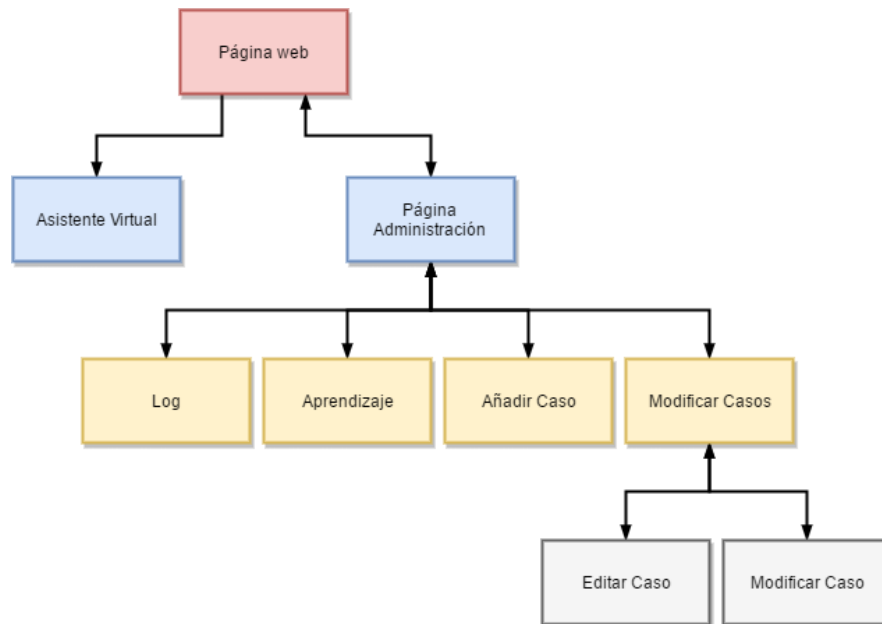 Página web
Asistente Virtual
Página
Administración
Log
Aprendizaje
Añadir Caso
Modificar Casos
Editar Caso
Modificar Caso